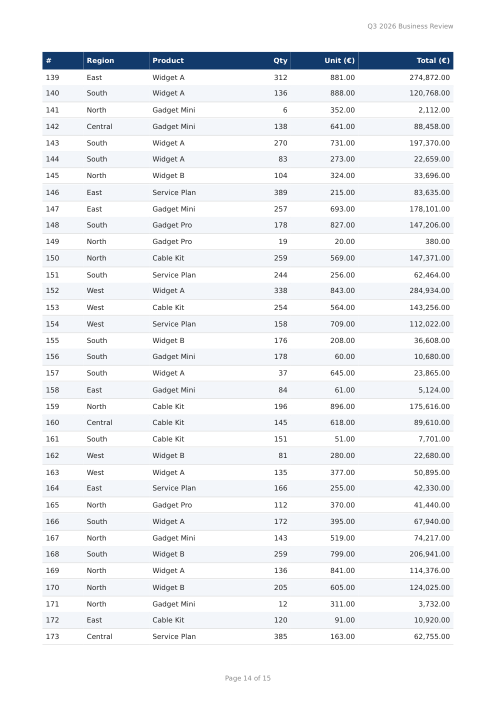 Q3 2026 Business Review
# Region Product Qty Unit (€) Total (€)
139 East Widget A 312 881.00 274,872.00
140 South Widget A 136 888.00 120,768.00
141 North Gadget Mini 6 352.00 2,112.00
142 Central Gadget Mini 138 641.00 88,458.00
143 South Widget A 270 731.00 197,370.00
144 South Widget A 83 273.00 22,659.00
145 North Widget B 104 324.00 33,696.00
146 East Service Plan 389 215.00 83,635.00
147 East Gadget Mini 257 693.00 178,101.00
148 South Gadget Pro 178 827.00 147,206.00
149 North Gadget Pro 19 20.00 380.00
150 North Cable Kit 259 569.00 147,371.00
151 South Service Plan 244 256.00 62,464.00
152 West Widget A 338 843.00 284,934.00
153 West Cable Kit 254 564.00 143,256.00
154 West Service Plan 158 709.00 112,022.00
155 South Widget B 176 208.00 36,608.00
156 South Gadget Mini 178 60.00 10,680.00
157 South Widget A 37 645.00 23,865.00
158 East Gadget Mini 84 61.00 5,124.00
159 North Cable Kit 196 896.00 175,616.00
160 Central Cable Kit 145 618.00 89,610.00
161 South Cable Kit 151 51.00 7,701.00
162 West Widget B 81 280.00 22,680.00
163 West Widget A 135 377.00 50,895.00
164 East Service Plan 166 255.00 42,330.00
165 North Gadget Pro 112 370.00 41,440.00
166 South Widget A 172 395.00 67,940.00
167 North Gadget Mini 143 519.00 74,217.00
168 South Widget B 259 799.00 206,941.00
169 North Widget A 136 841.00 114,376.00
170 North Widget B 205 605.00 124,025.00
171 North Gadget Mini 12 311.00 3,732.00
172 East Cable Kit 120 91.00 10,920.00
173 Central Service Plan 385 163.00 62,755.00
Page 14 of 15